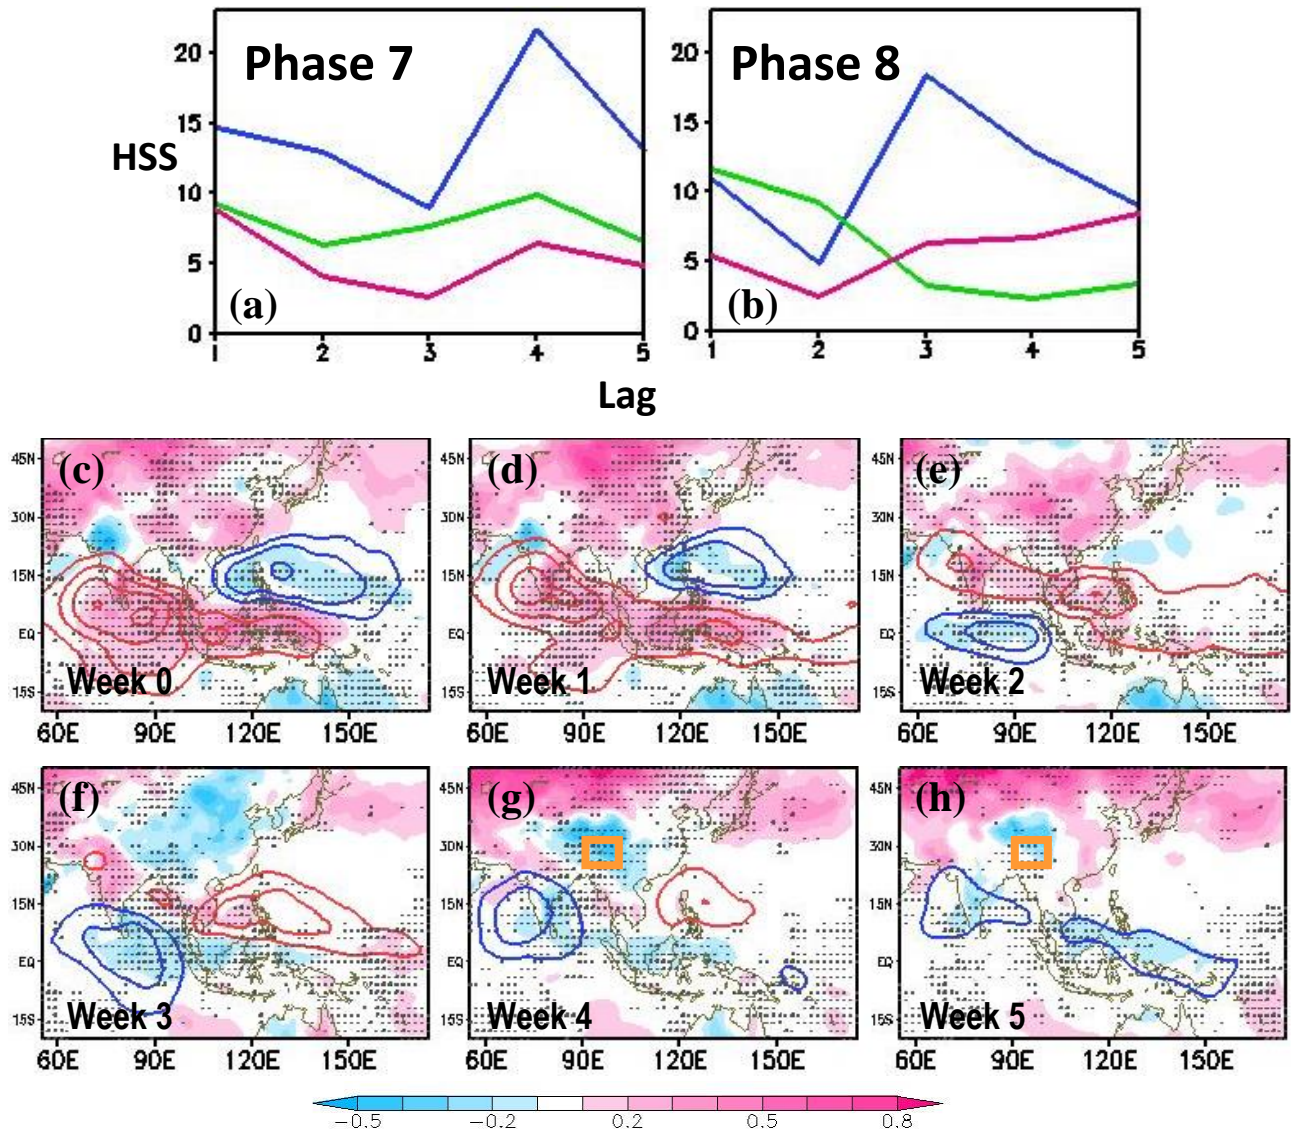 Phase 7
Phase 8
HSS
20
15
10
5
0
(a)
1 2 3 4 5
20
15
10
5
0
(b)
1 2 3 4 5
Lag
45N
30N
15N
EQ
15S
(c)
Week 0
60E 90E 120E 150E
45N
30N
15N
EQ
15S
(d)
Week 1
60E 90E 120E 150E
45N
30N
15N
EQ
15S
(e)
Week 2
60E 90E 120E 150E
45N
30N
15N
EQ
15S
(f)
Week 3
60E 90E 120E 150E
45N
30N
15N
EQ
15S
(g)
Week 4
60E 90E 120E 150E
45N
30N
15N
EQ
15S
(h)
Week 5
60E 90E 120E 150E
−0.5 −0.2 0.2 0.5 0.8